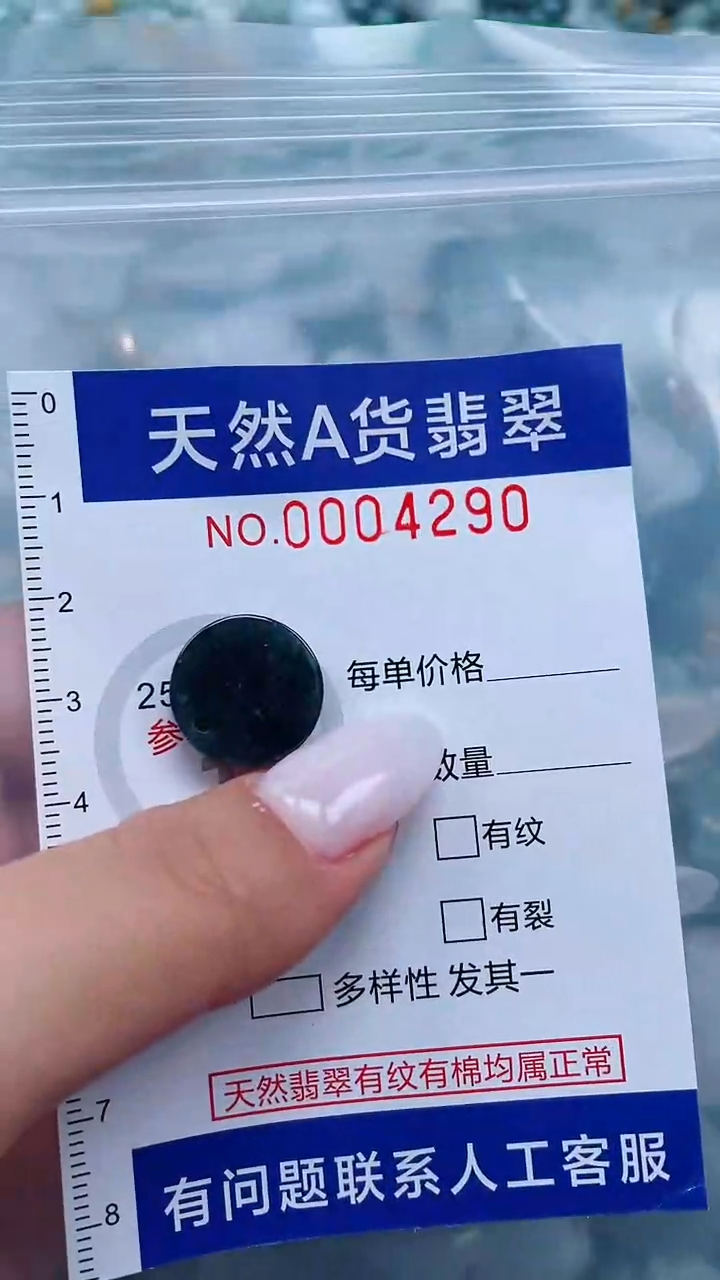 天然A货翡翠
NO.0004290
0
1
2
3
4
7
8
25
参
每单价格
数量
有纹
有裂
多样性 发其一
天然翡翠有纹有棉均属正常
有问题联系人工客服